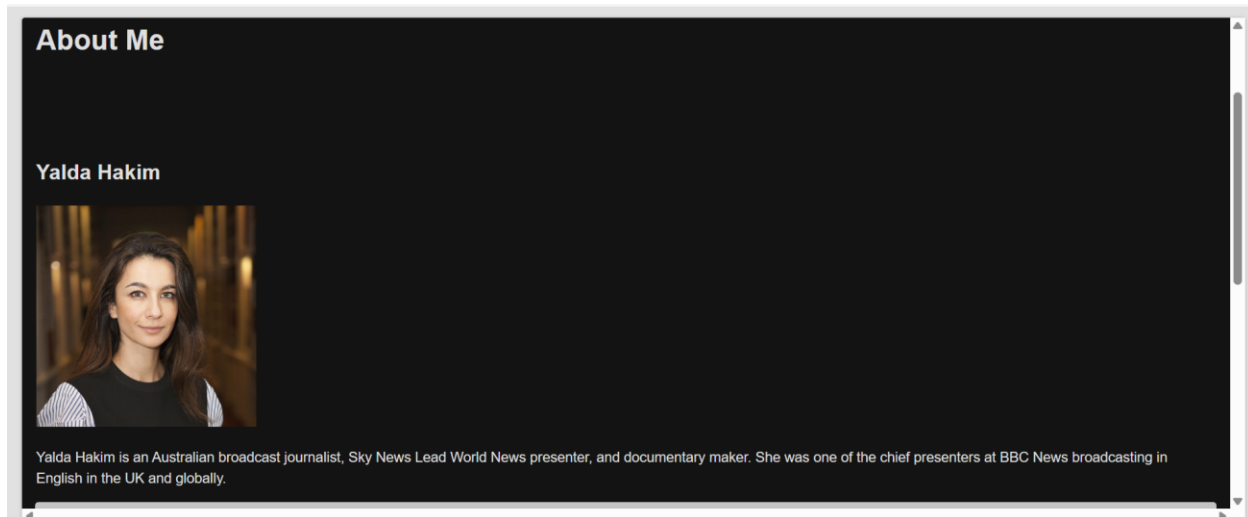 About Me
Yalda Hakim
Yalda Hakim is an Australian broadcast journalist, Sky News Lead World News presenter, and documentary maker. She was one of the chief presenters at BBC News broadcasting in
English in the UK and globally.